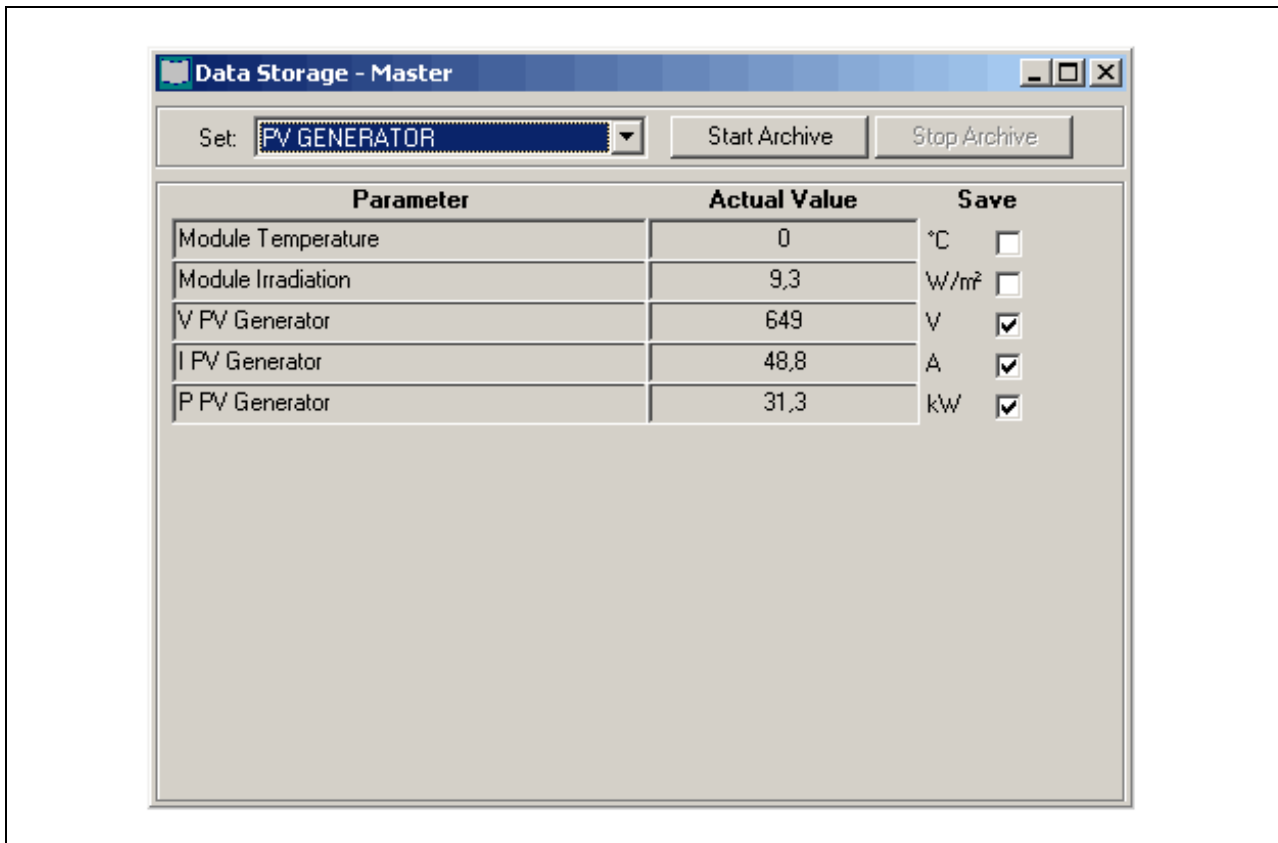 Data Storage - Master
Set: PV GENERATOR Start Archive Stop Archive
Parameter Actual Value Save
Module Temperature 0 °C
Module Irradiation 9,3 W/m²
V PV Generator 649 V
I PV Generator 48,8 A
P PV Generator 31,3 kW